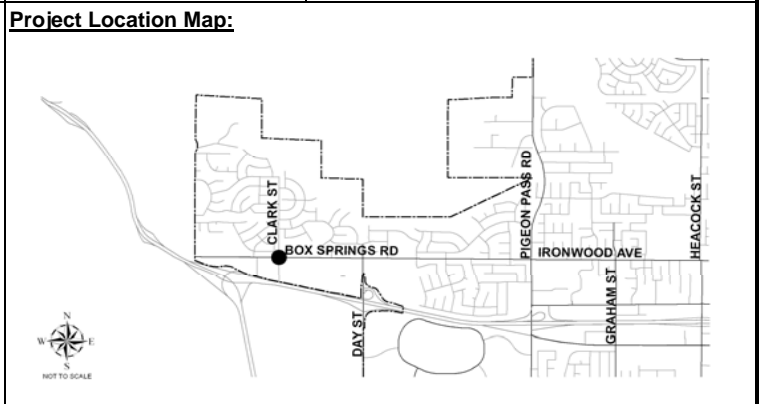 Project Location Map:
CLARK ST
BOX SPRINGS RD
DAY ST
PIGEON PASS RD
IRONWOOD AVE
GRAHAM ST
HEACOCK ST
N
W E
S
NOT TO SCALE